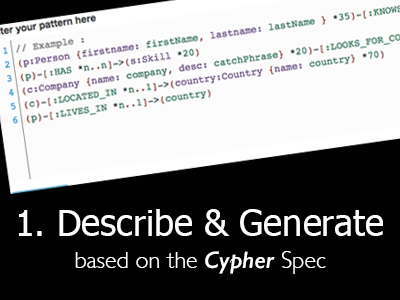 ter your pattern here
1 // Example :
2 (p:Person {firstname: firstName, lastname: lastName } *35)-[:KNOWS
3 (p)-[:HAS *n..n]->(s:Skill *20)
4 (c:Company {name: company, desc: catchPhrase} *20)-[:LOOKS_FOR_CO
5 (c)-[:LOCATED_IN *n..1]->(country:Country {name: country} *70)
6 (p)-[:LIVES_IN *n..1]->(country)
1. Describe & Generate
based on the Cypher Spec